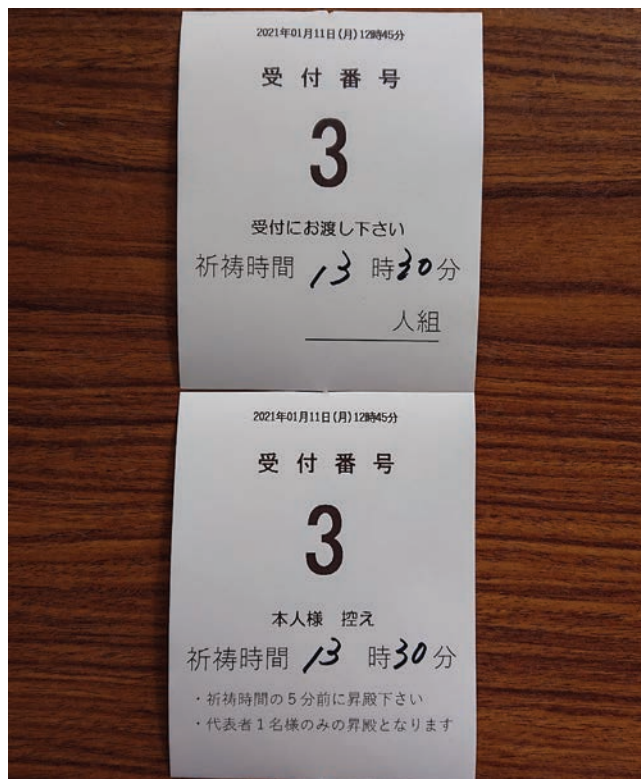 2021年01月11日(月)12時45分
受付番号
3
受付にお渡し下さい
祈祷時間 13 時30分
人組
2021年01月11日(月)12時45分
受付番号
3
本人様 控え
祈祷時間 13 時30分
・祈祷時間の5分前に昇殿下さい
・代表者1名様のみの昇殿となります